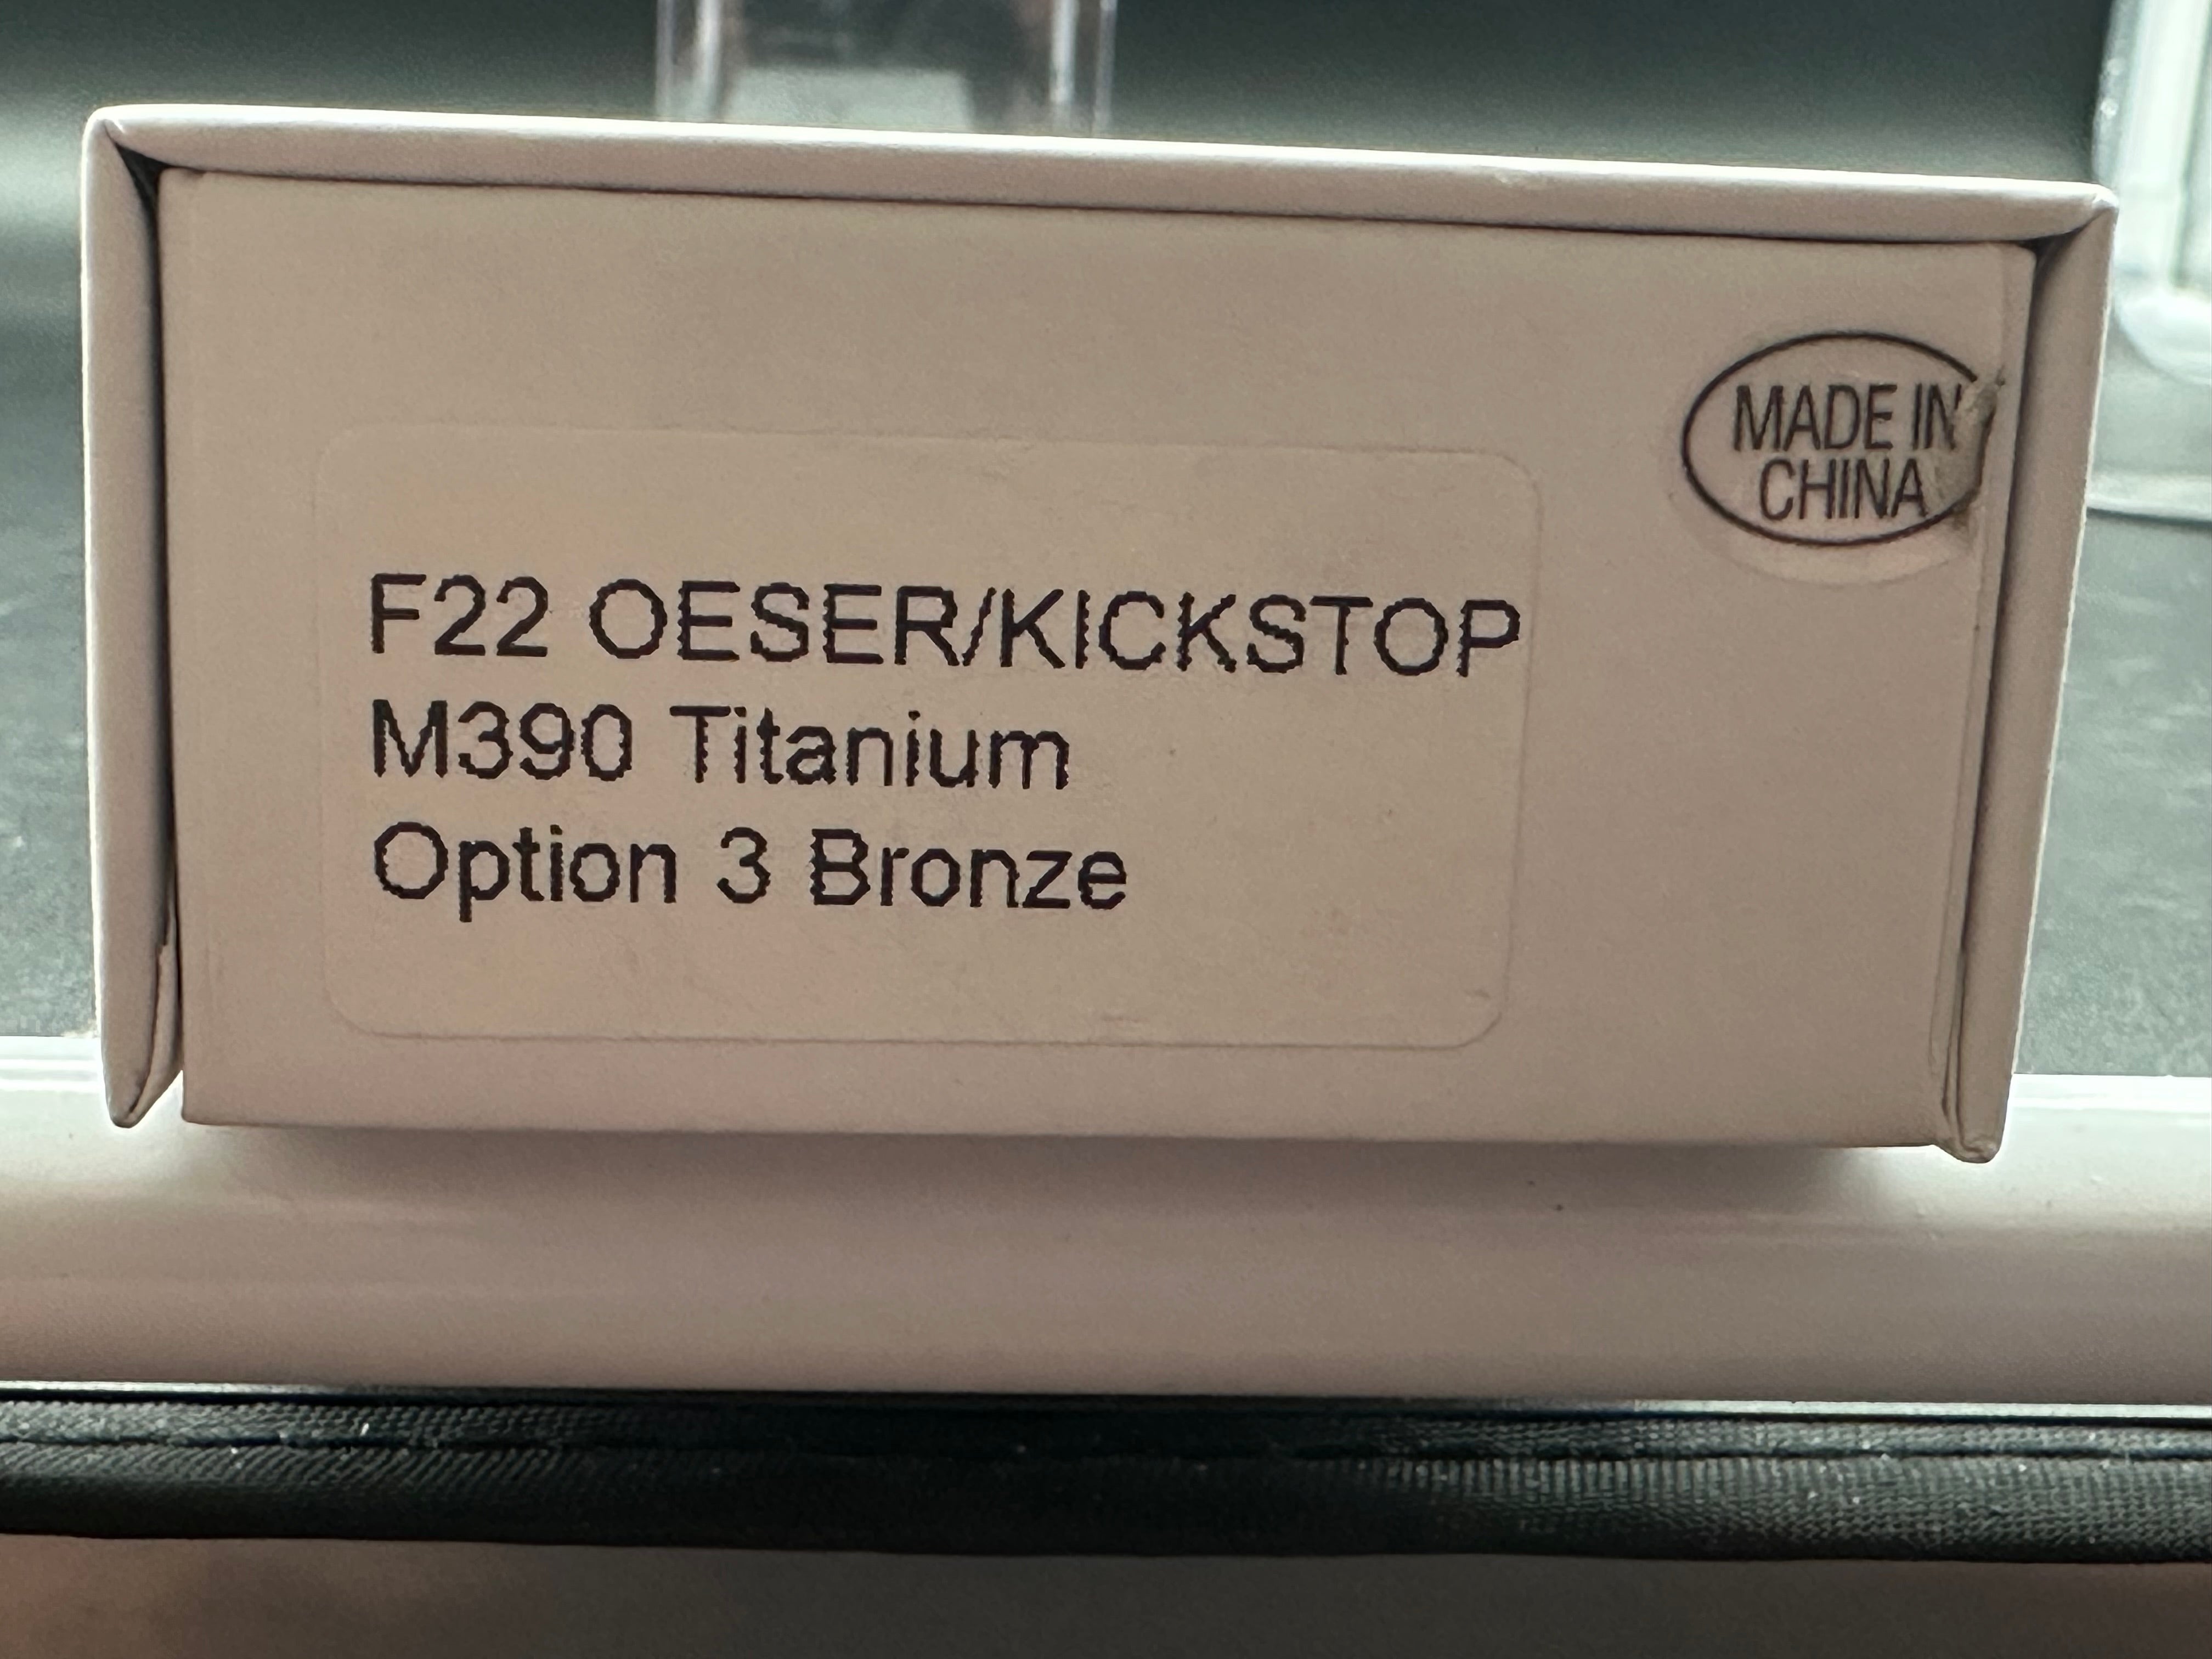 MADE IN
CHINA
F22 OESER/KICKSTOP
M390 Titanium
Option 3 Bronze